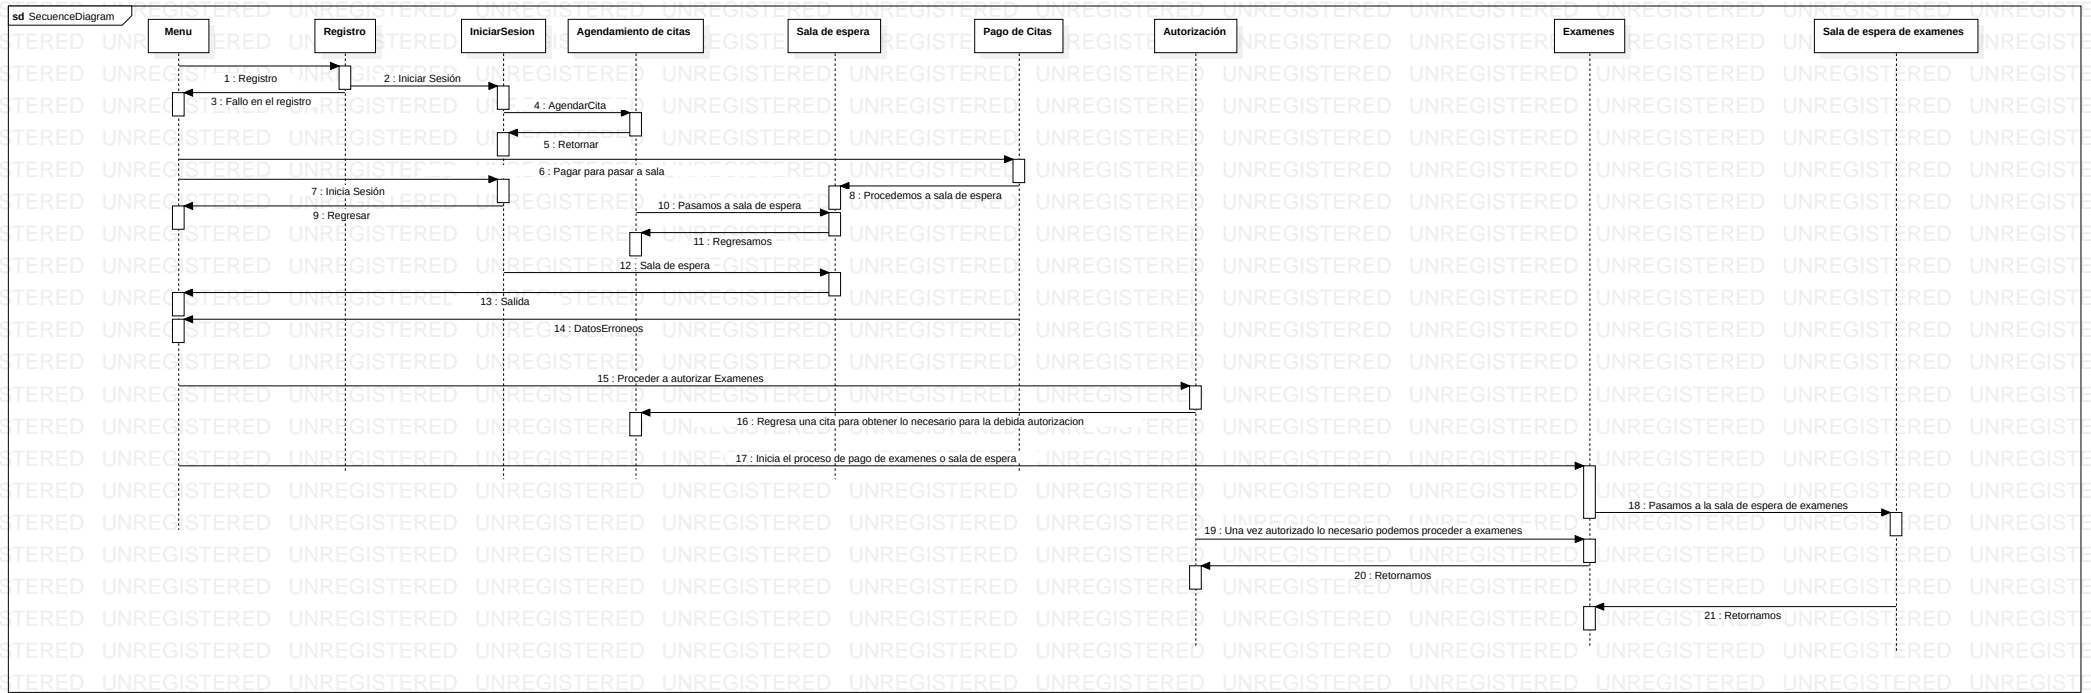 sd SecuenceDiagram
Menu
Registro
IniciarSesion
Agendamiento de citas
Sala de espera
Pago de Citas
Autorización
Examenes
Sala de espera de examenes
1 : Registro
2 : Iniciar Sesión
3 : Fallo en el registro
4 : AgendarCita
5 : Retornar
6 : Pagar para pasar a sala
7 : Inicia Sesión
8 : Procedemos a sala de espera
9 : Regresar
10 : Pasamos a sala de espera
11 : Regresamos
12 : Sala de espera
13 : Salida
14 : DatosErroneos
15 : Proceder a autorizar Examenes
16 : Regresa una cita para obtener lo necesario para la debida autorizacion
17 : Inicia el proceso de pago de examenes o sala de espera
18 : Pasamos a la sala de espera de examenes
19 : Una vez autorizado lo necesario podemos proceder a examenes
20 : Retornamos
21 : Retornamos
UNREGISTERED